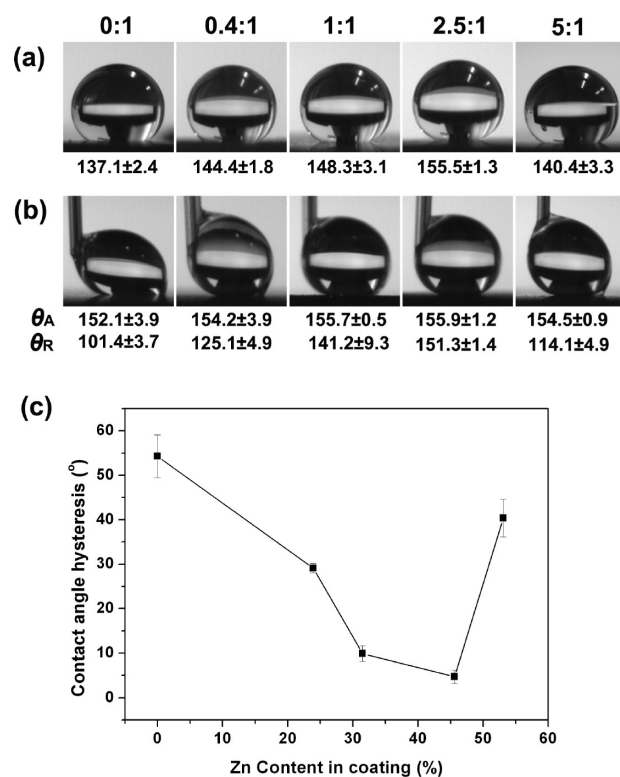 0:1 0.4:1 1:1 2.5:1 5:1
(a)
137.1±2.4 144.4±1.8 148.3±3.1 155.5±1.3 140.4±3.3
(b)
θA 152.1±3.9 154.2±3.9 155.7±0.5 155.9±1.2 154.5±0.9
θR 101.4±3.7 125.1±4.9 141.2±9.3 151.3±1.4 114.1±4.9
(c)
Contact angle hysteresis (°)
60
50
40
30
20
10
0
0 10 20 30 40 50 60
Zn Content in coating (%)